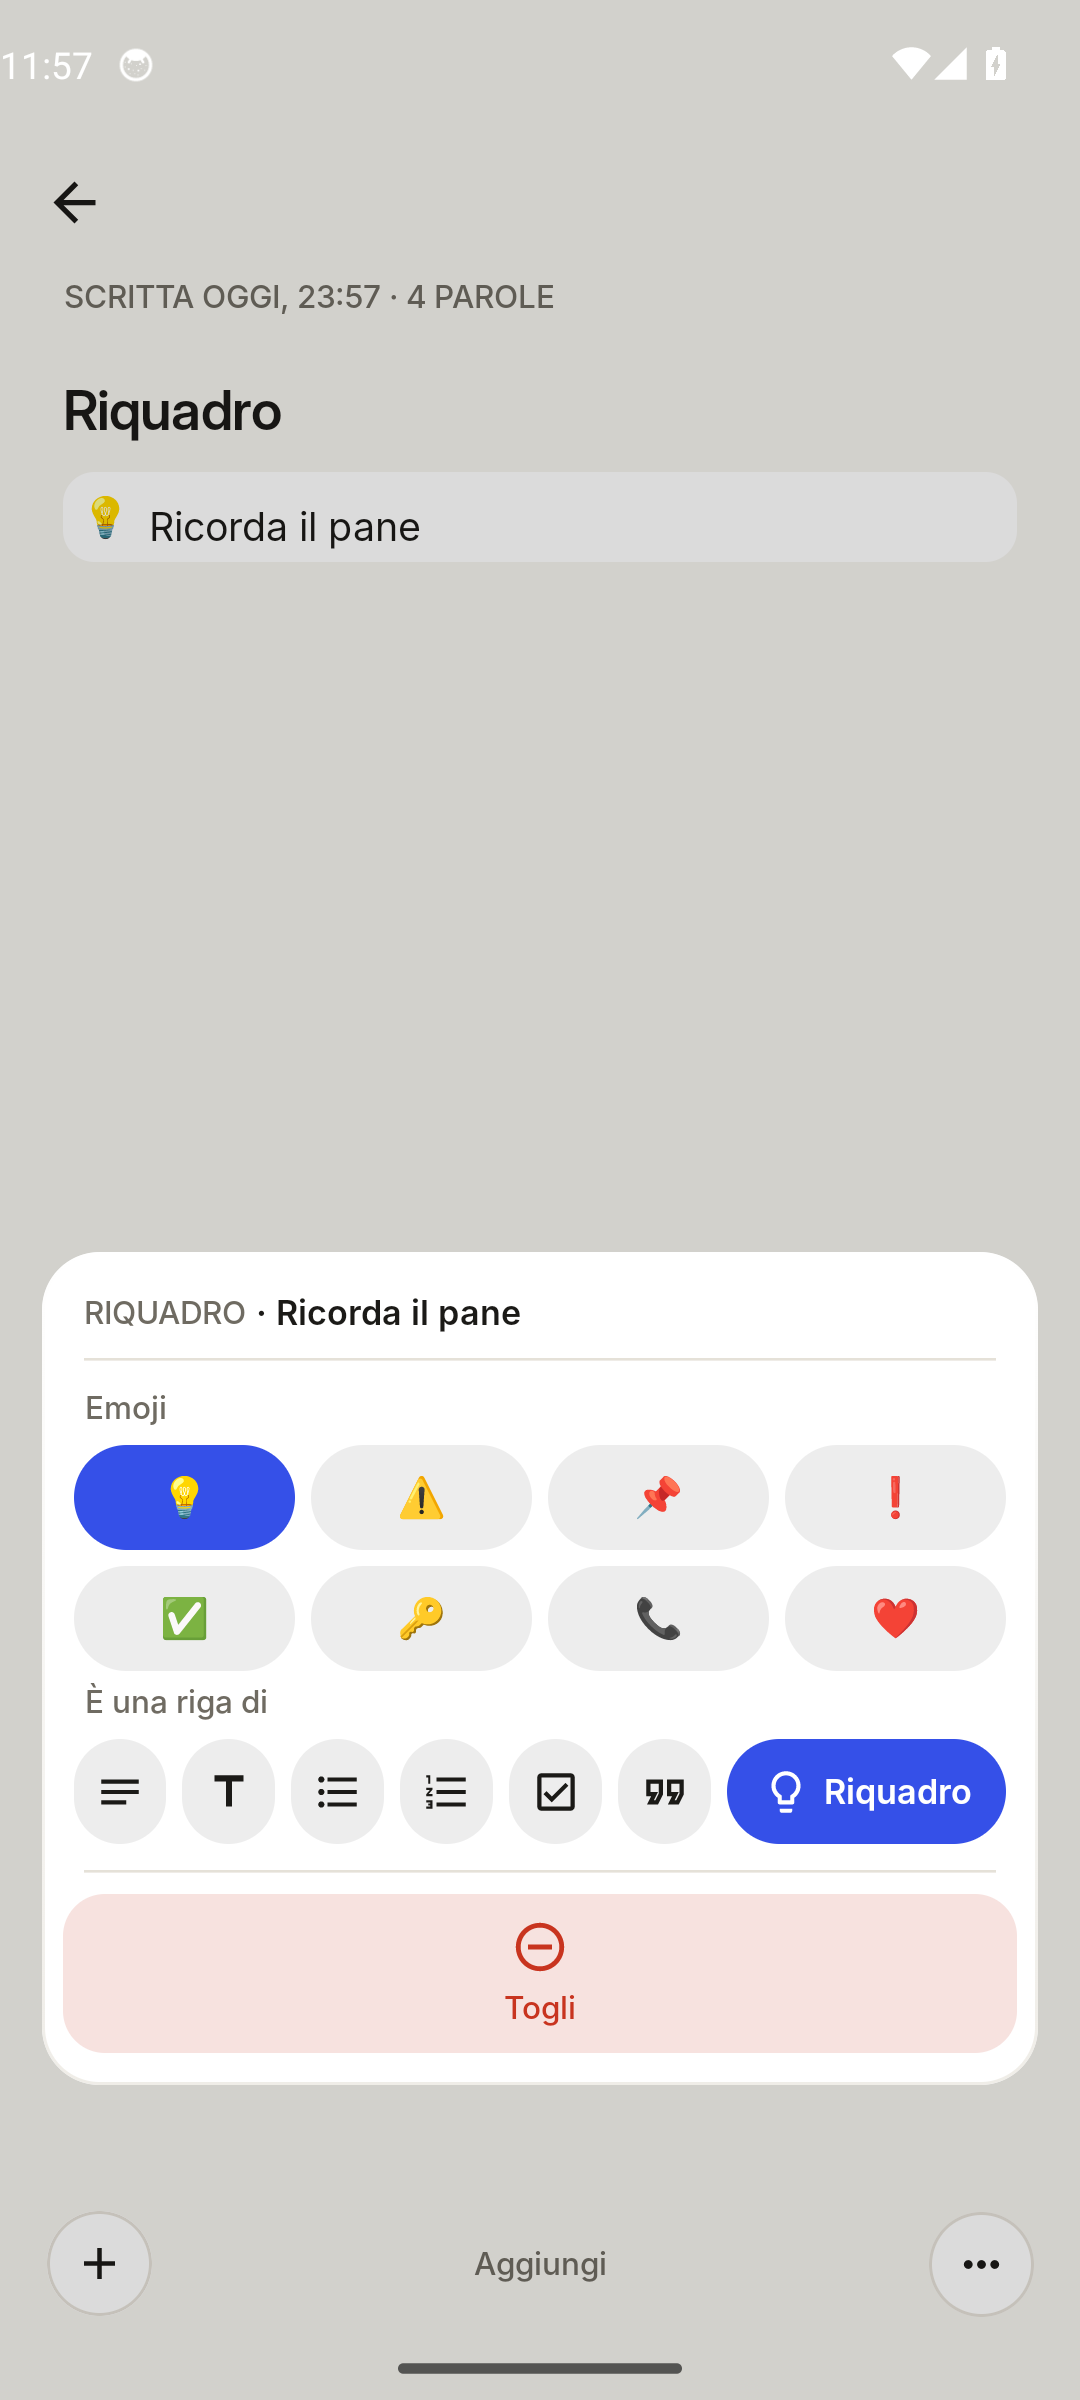 11:57
SCRITTA OGGI, 23:57 · 4 PAROLE
Riquadro
💡 Ricorda il pane
RIQUADRO · Ricorda il pane
Emoji
È una riga di
Riquadro
Togli
Aggiungi